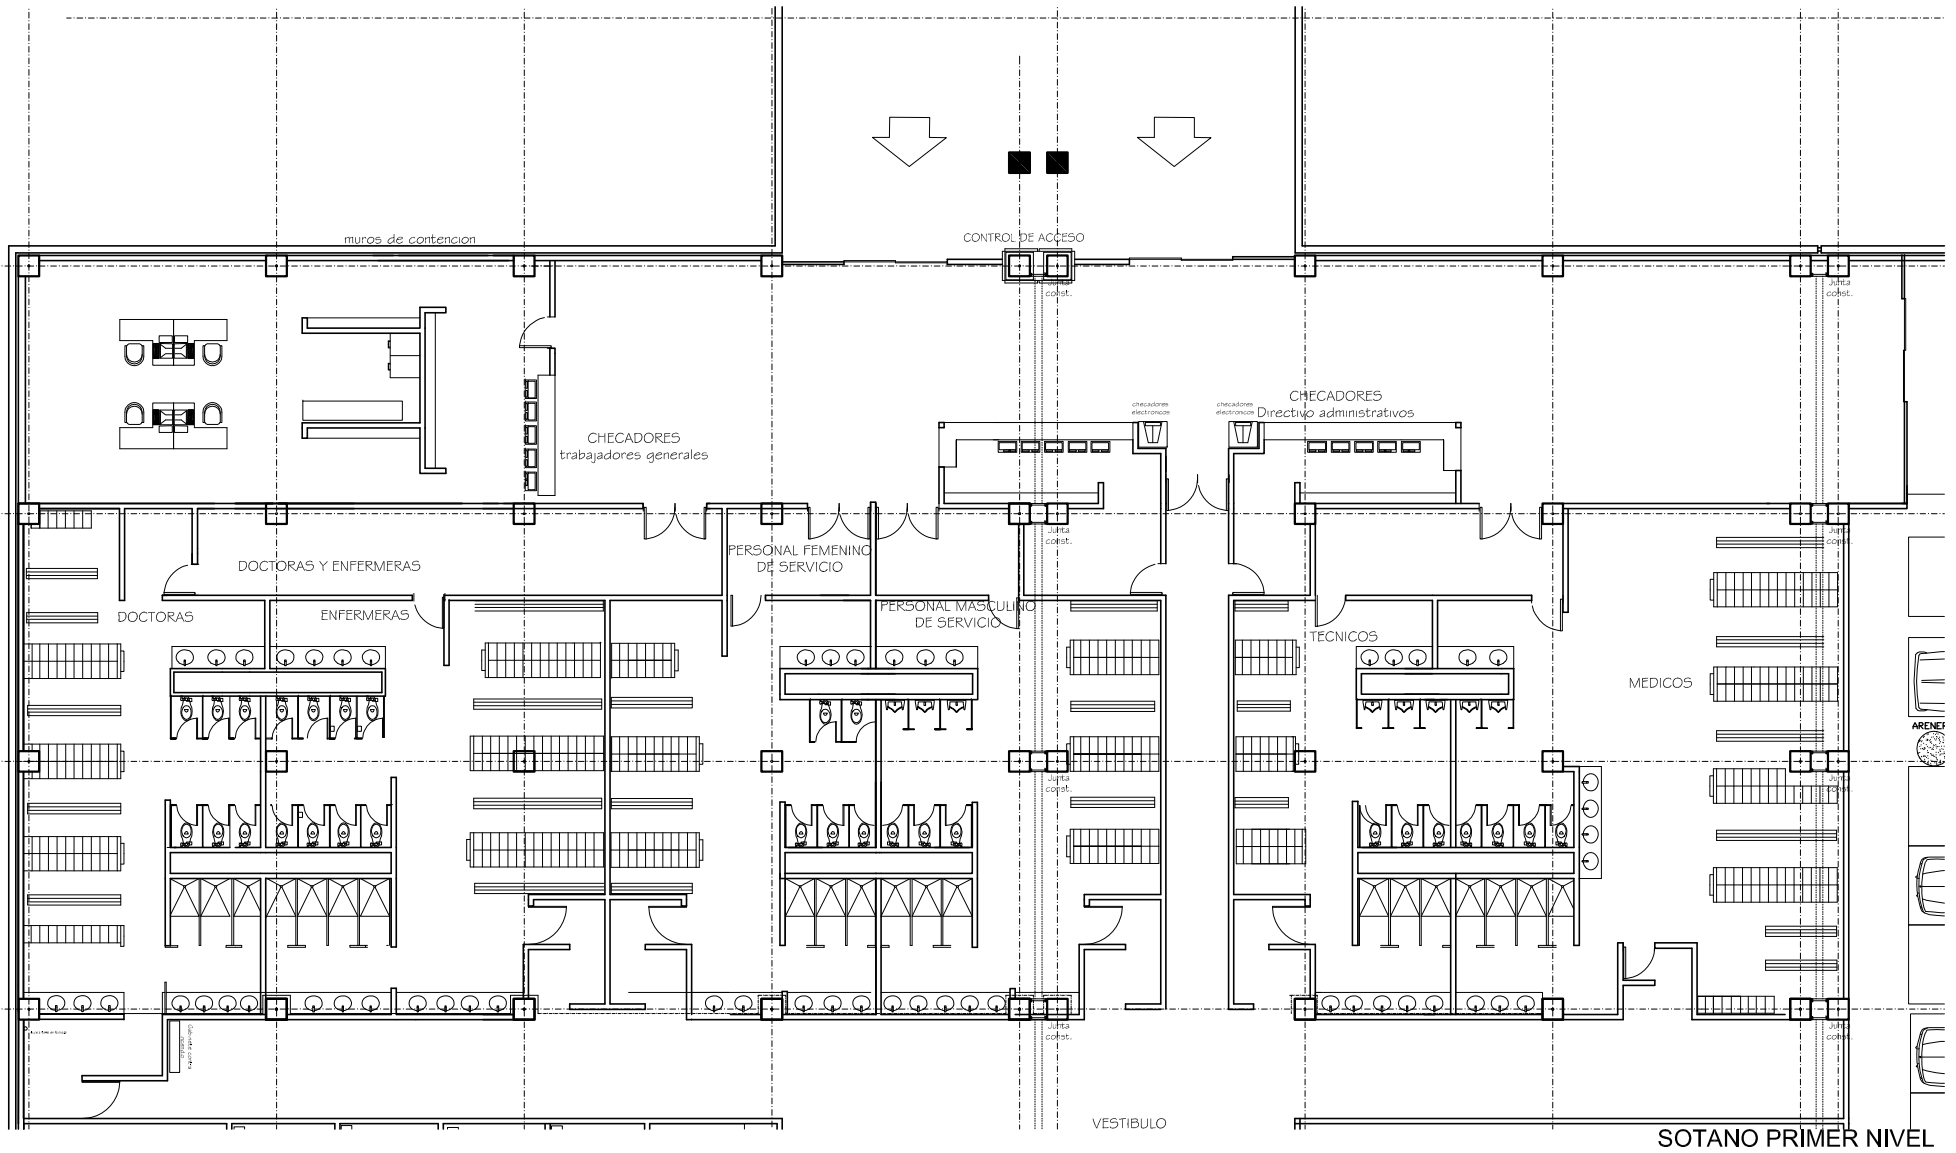 muros de contencion
CONTROL DE ACCESO
Junta
const.
Junta
const.
checadores
electronicos
checadores
electronicos
CHECADORES
Directivo administrativos
CHECADORES
trabajadores generales
Junta
const.
Junta
const.
DOCTORAS Y ENFERMERAS
PERSONAL FEMENINO
DE SERVICIO
DOCTORAS
ENFERMERAS
PERSONAL MASCULINO
DE SERVICIO
TECNICOS
MEDICOS
ARENER
Junta
const.
Junta
const.
Junta
const.
Junta
const.
VESTIBULO
SOTANO PRIMER NIVEL